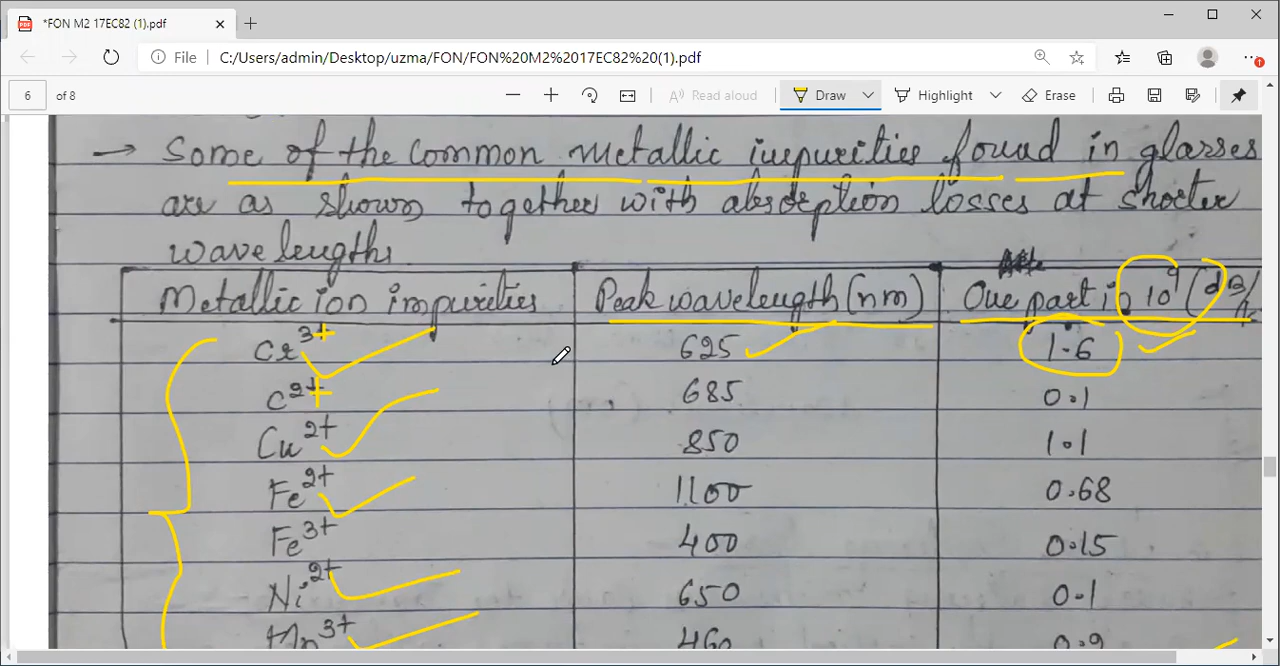 *FON M2 17EC82 (1).pdf
File C:/Users/admin/Desktop/uzma/FON/FON%20M2%2017EC82%20(1).pdf
6 of 8 Read aloud Draw Highlight Erase
→ Some of the common metallic impurities found in glasses
are as shown together with absorption losses at shorter
wavelengths.
Metallic ion impurities Peak wavelength (nm) One part in 10⁹ (dB/
Cr³⁺ 625 1.6
C²⁺ 685 0.1
Cu²⁺ 850 1.1
Fe²⁺ 1100 0.68
Fe³⁺ 400 0.15
Ni²⁺ 650 0.1
Mn³⁺ 460 0.9